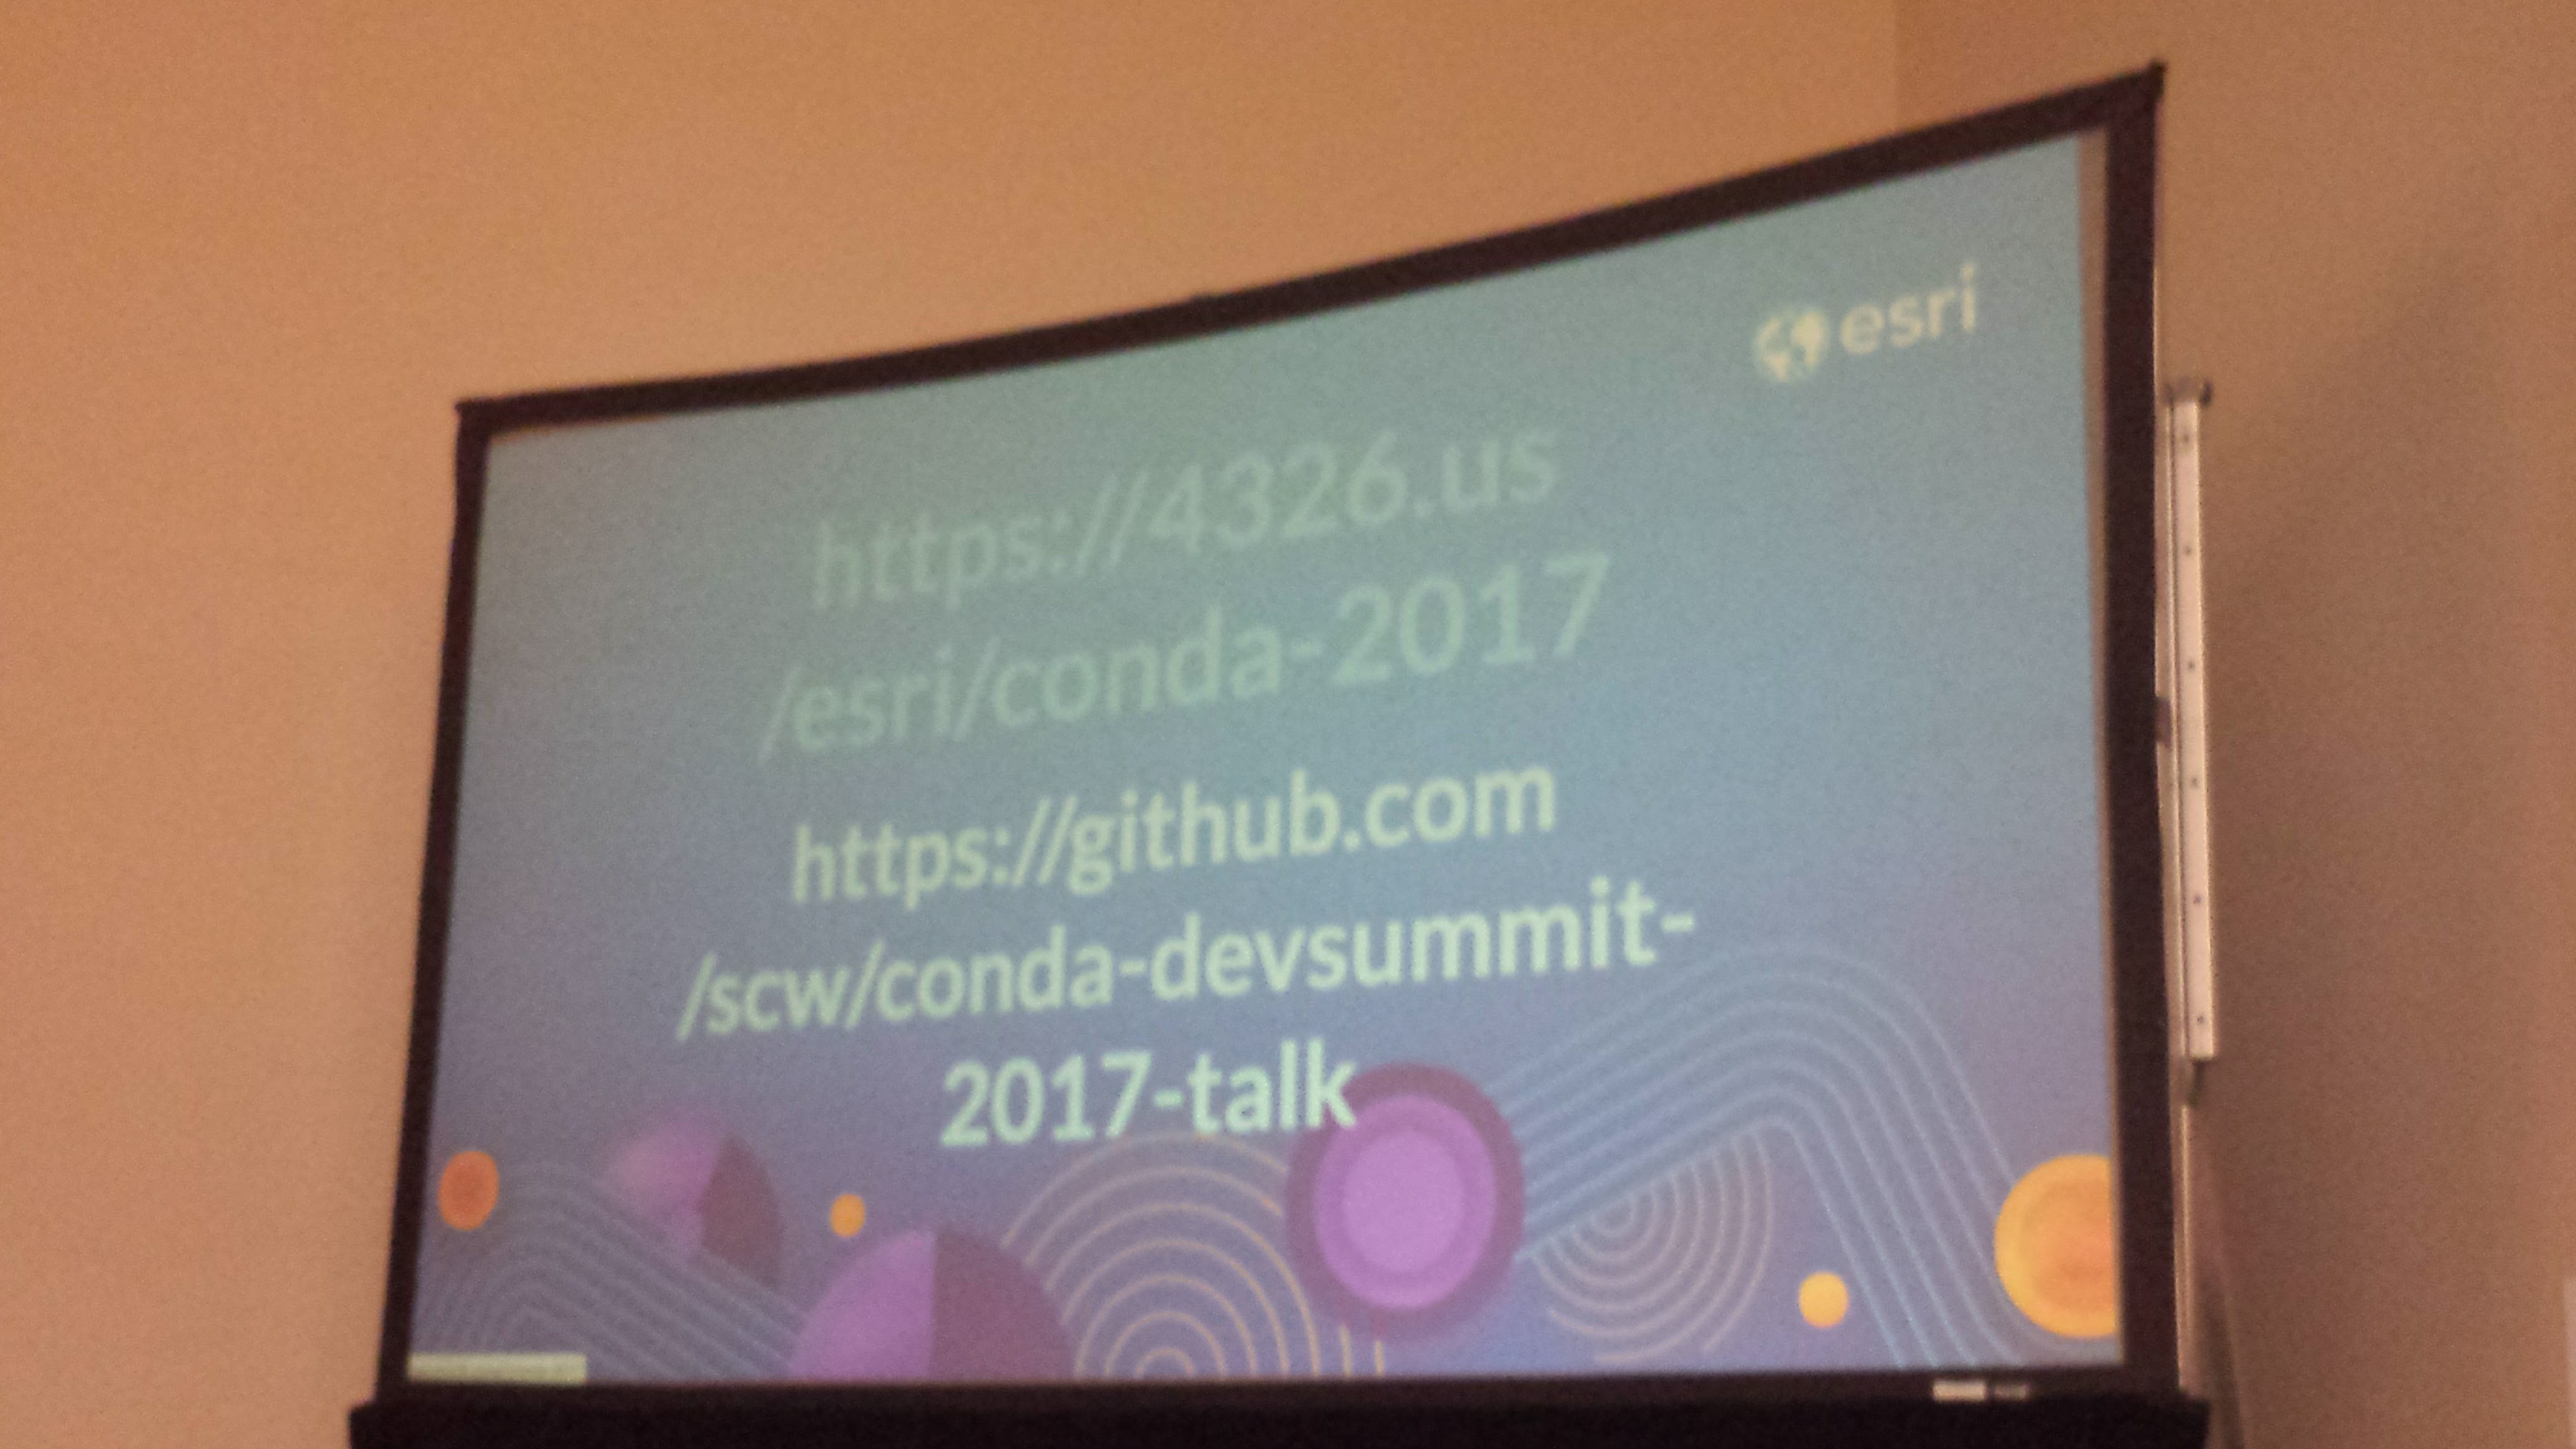 esri
https://4326.us
/esri/conda-2017
https://github.com
/scw/conda-devsummit-
2017-talk